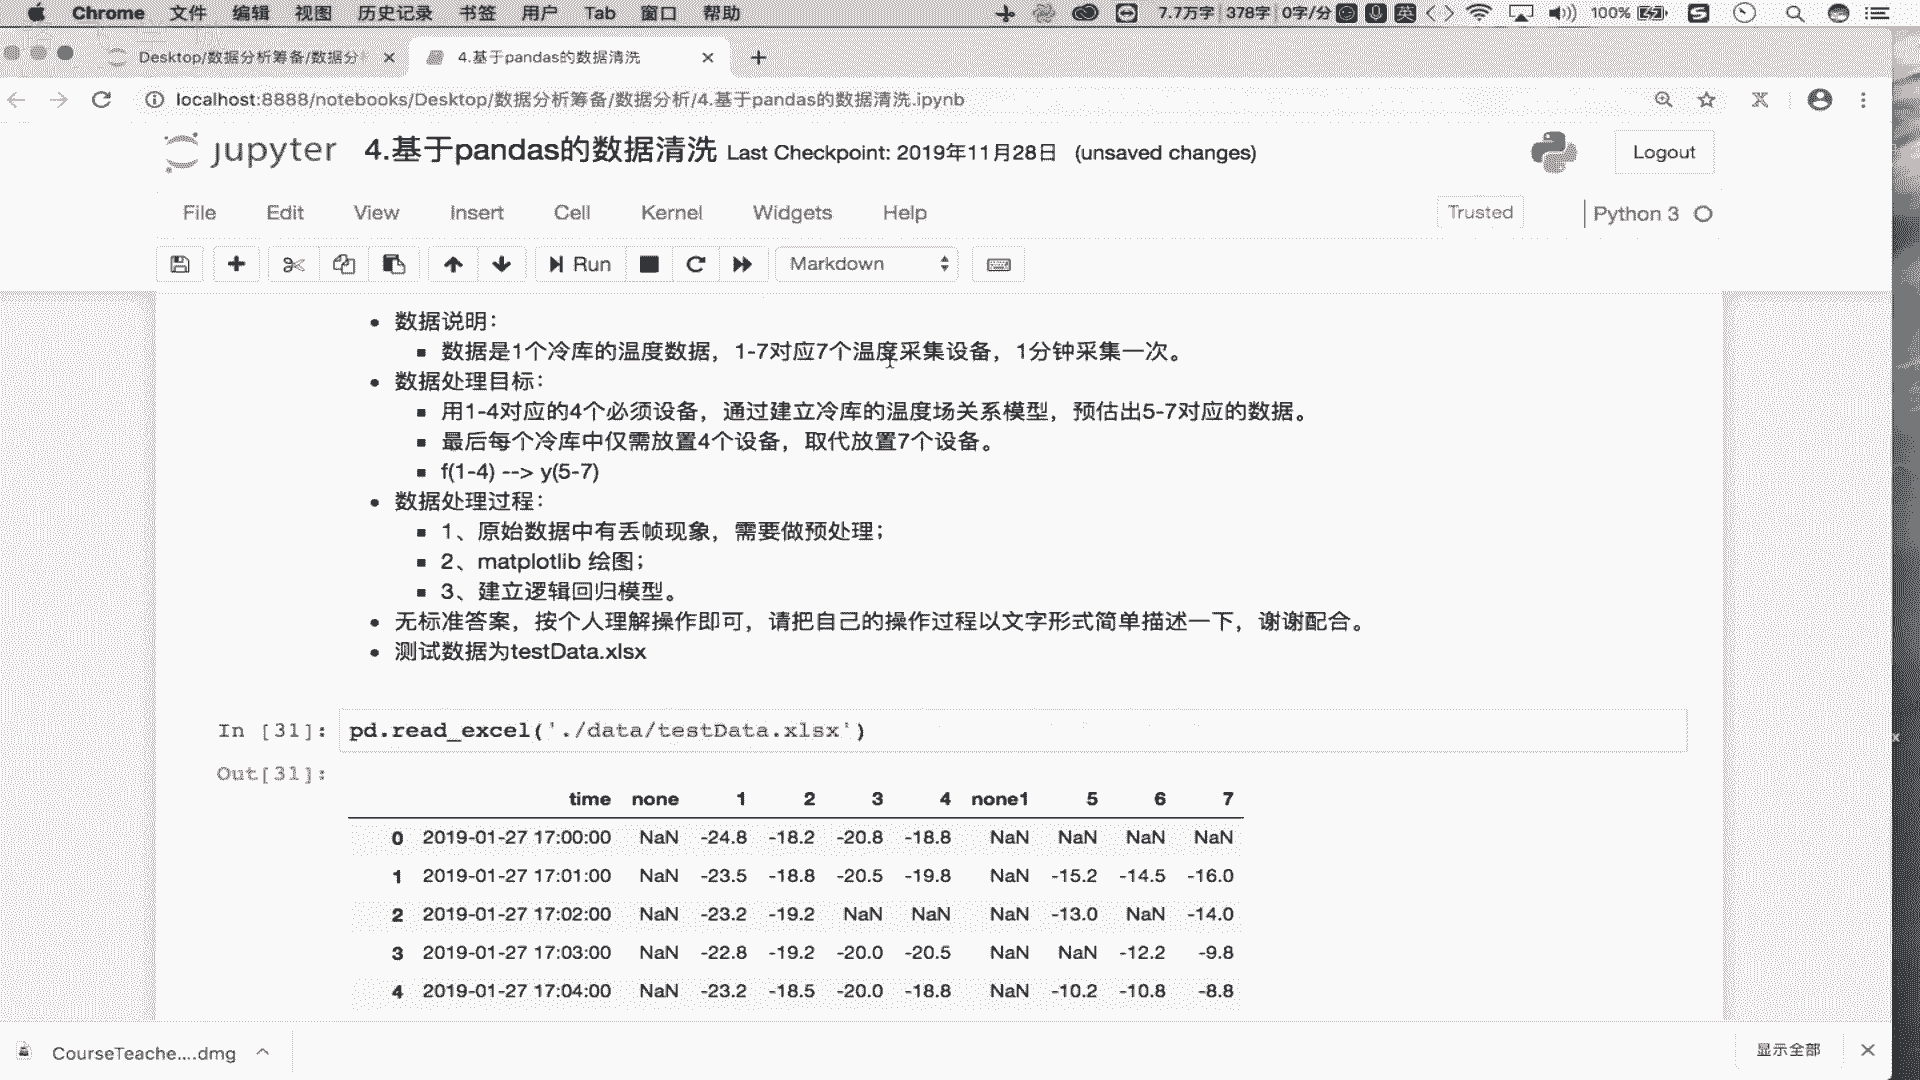 Chrome 文件 编辑 视图 历史记录 书签 用户 Tab 窗口 帮助 7.7万字 378字 0字/分 英 100%
Desktop/数据分析筹备/数据分 4.基于pandas的数据清洗
localhost:8888/notebooks/Desktop/数据分析筹备/数据分析/4.基于pandas的数据清洗.ipynb
jupyter 4.基于pandas的数据清洗 Last Checkpoint: 2019年11月28日 (unsaved changes) Logout
File Edit View Insert Cell Kernel Widgets Help Trusted Python 3
Run Markdown
数据说明：
数据是1个冷库的温度数据，1-7对应7个温度采集设备，1分钟采集一次。
数据处理目标：
用1-4对应的4个必须设备，通过建立冷库的温度场关系模型，预估出5-7对应的数据。
最后每个冷库中仅需放置4个设备，取代放置7个设备。
f(1-4) --> y(5-7)
数据处理过程：
1、原始数据中有丢帧现象，需要做预处理；
2、matplotlib 绘图；
3、建立逻辑回归模型。
无标准答案，按个人理解操作即可，请把自己的操作过程以文字形式简单描述一下，谢谢配合。
测试数据为testData.xlsx
In [31]: pd.read_excel('./data/testData.xlsx')
Out[31]:
time none 1 2 3 4 none1 5 6 7
0 2019-01-27 17:00:00 NaN -24.8 -18.2 -20.8 -18.8 NaN NaN NaN NaN
1 2019-01-27 17:01:00 NaN -23.5 -18.8 -20.5 -19.8 NaN -15.2 -14.5 -16.0
2 2019-01-27 17:02:00 NaN -23.2 -19.2 NaN NaN NaN -13.0 NaN -14.0
3 2019-01-27 17:03:00 NaN -22.8 -19.2 -20.0 -20.5 NaN NaN -12.2 -9.8
4 2019-01-27 17:04:00 NaN -23.2 -18.5 -20.0 -18.8 NaN -10.2 -10.8 -8.8
CourseTeache....dmg 显示全部